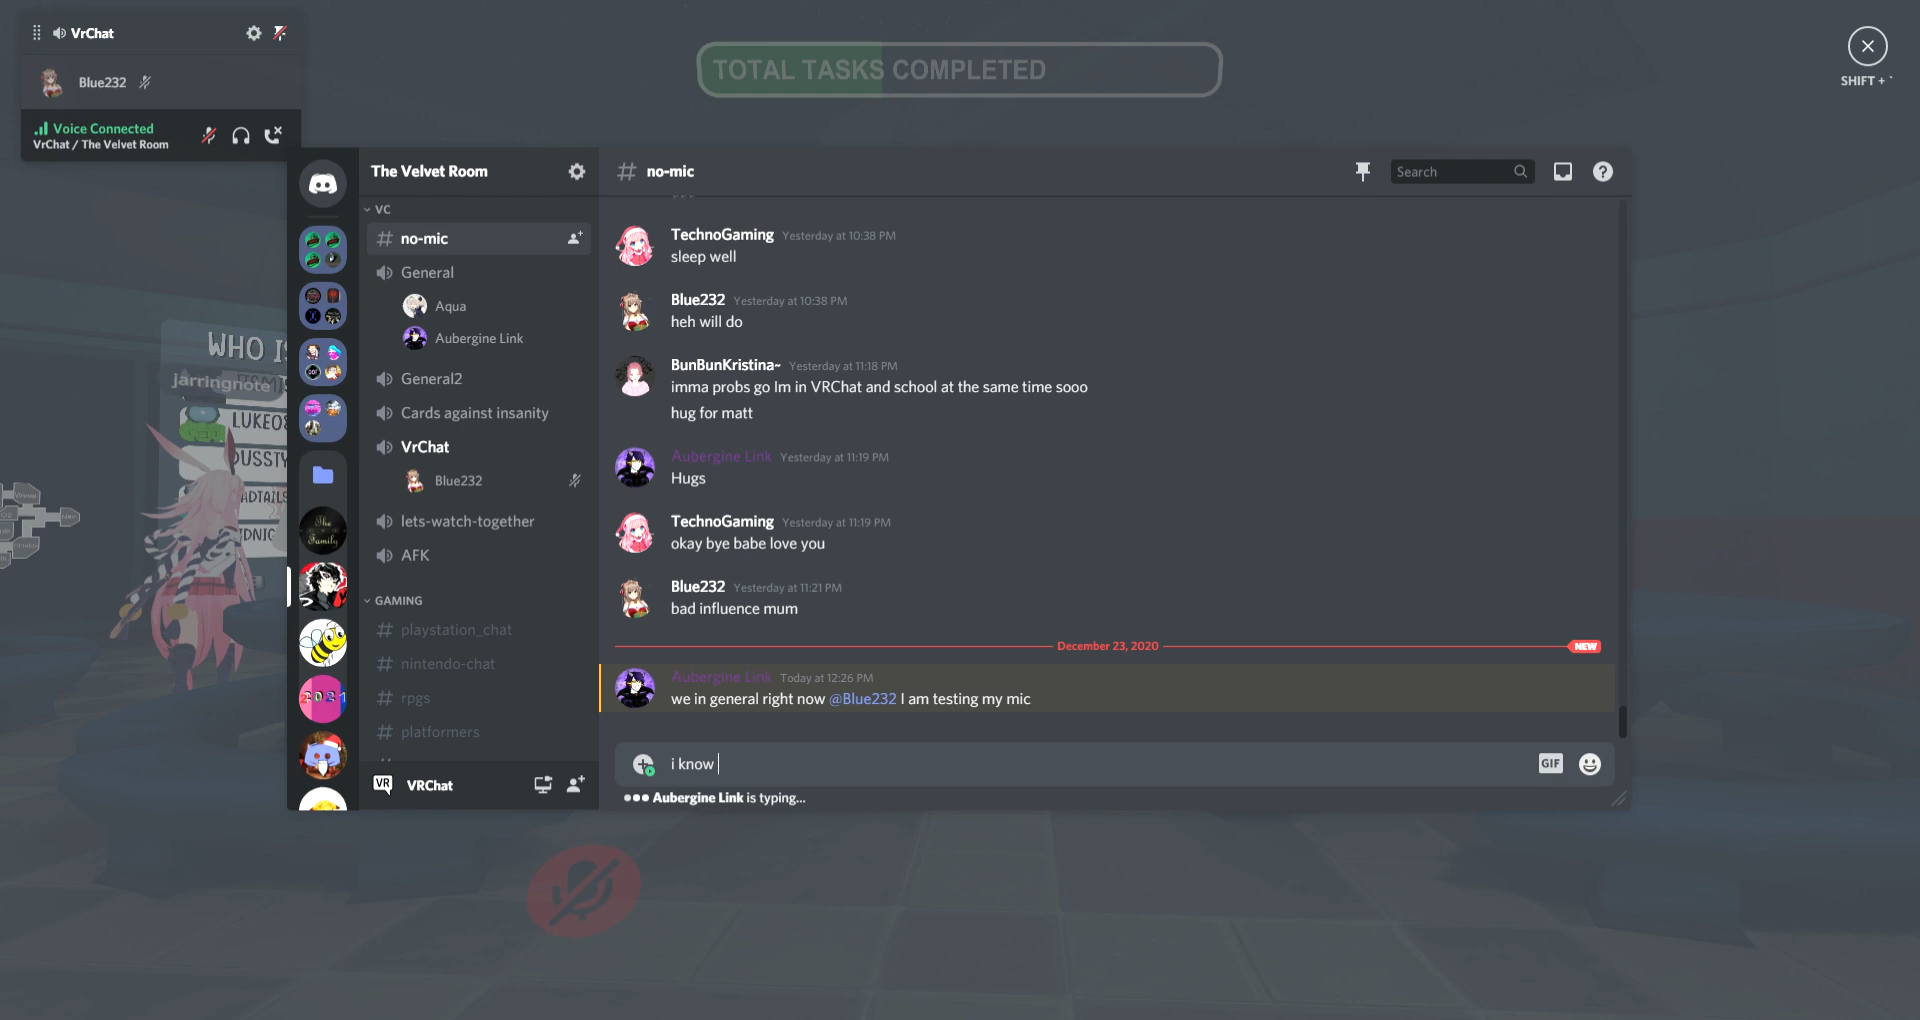 VrChat
Blue232
Voice Connected
VrChat / The Velvet Room
TOTAL TASKS COMPLETED
SHIFT + `
WHO IS
jarringnote
LUKEO
The Family
2021
The Velvet Room
VC
no-mic
General
Aqua
Aubergine Link
General2
Cards against insanity
VrChat
Blue232
lets-watch-together
AFK
GAMING
playstation_chat
nintendo-chat
rpgs
platformers
VR
VRChat
no-mic
Search
TechnoGaming Yesterday at 10:38 PM
sleep well
Blue232 Yesterday at 10:38 PM
heh will do
BunBunKristina~ Yesterday at 11:18 PM
imma probs go Im in VRChat and school at the same time sooo
hug for matt
Aubergine Link Yesterday at 11:19 PM
Hugs
TechnoGaming Yesterday at 11:19 PM
okay bye babe love you
Blue232 Yesterday at 11:21 PM
bad influence mum
December 23, 2020 NEW
Aubergine Link Today at 12:26 PM
we in general right now @Blue232 I am testing my mic
i know
GIF
Aubergine Link is typing...